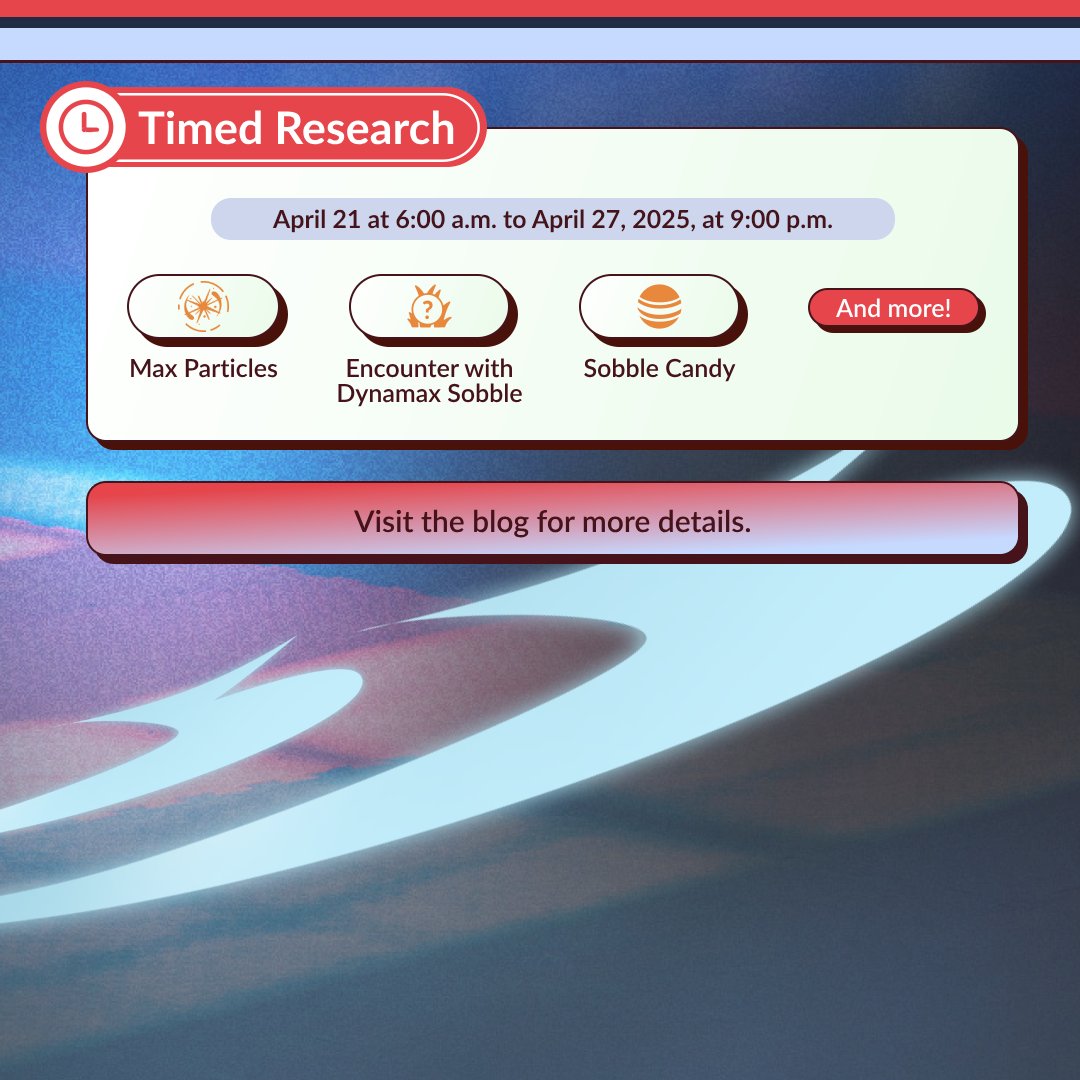 Timed Research
April 21 at 6:00 a.m. to April 27, 2025, at 9:00 p.m.
?
Max Particles
Encounter with
Dynamax Sobble
Sobble Candy
And more!
Visit the blog for more details.